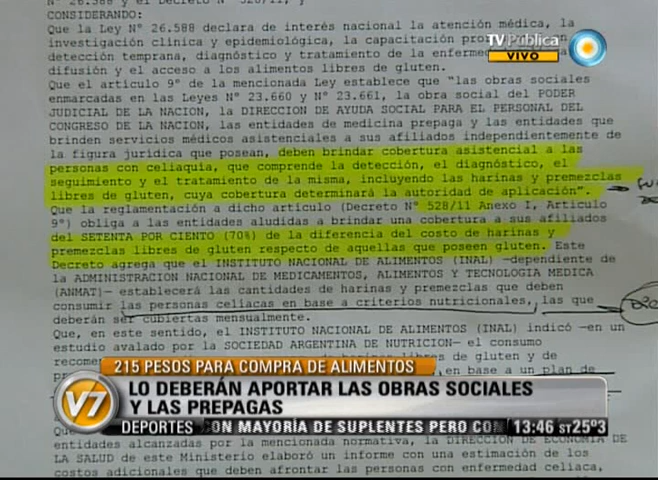 CONSIDERANDO:
Que la Ley N° 26.588 declara de interés nacional la atención médica, la
investigación clinica y epidemiológica, la capacitación
detección temprana, diagnóstico y tratamiento de la
difusión y el acceso a los alimentos libres de gluten.
TV Pública
VIVO
Que el articulo 9° de la mencionada Ley establece que "las obras sociales
enmarcadas en las Leyes N° 23.660 y N° 23.661, la obra social del PODER
JUDICIAL DE LA NACION, la DIRECCION DE AYUDA SOCIAL PARA EL PERSONAL DEL
CONGRESO DE LA NACION, las entidades de medicina prepaga y las entidades que
brinden servicios médicos asistenciales a sus afiliados independientemente de
la figura jurídica que posean, deben brindar cobertura asistencial a las
personas con celiaquía, que comprende la detección, el diagnóstico, el
seguimiento y el tratamiento de la misma, incluyendo las harinas y premezclas
libres de gluten, cuya cobertura determinará la autoridad de aplicación".
Que la reglamentación a dicho artículo (Decreto N° 528/11 Anexo I, Artículo
9°) obliga a las entidades aludidas a brindar una cobertura a sus afiliados
del SETENTA POR CIENTO (70%) de la diferencia del costo de harinas y
premezclas libres de gluten respecto de aquellas que poseen gluten. Este
Decreto agrega que el INSTITUTO NACIONAL DE ALIMENTOS (INAL) —dependiente de
la ADMINISTRACION NACIONAL DE MEDICAMENTOS, ALIMENTOS Y TECNOLOGIA MEDICA
(ANMAT)— establecerá las cantidades de harinas y premezclas que deben
consumir las personas celiacas en base a criterios nutricionales, las que
deberán ser cubiertas mensualmente.
Que, en este sentido, el INSTITUTO NACIONAL DE ALIMENTOS (INAL) indicó —en un
estudio avalado por la SOCIEDAD ARGENTINA DE NUTRICION— el consumo
libres de gluten y de
en base a un plan de
215 PESOS PARA COMPRA DE ALIMENTOS
V7
LO DEBERÁN APORTAR LAS OBRAS SOCIALES
Y LAS PREPAGAS
DEPORTES CON MAYORÍA DE SUPLENTES PERO CON 13:46 ST 25°3
entidades alcanzadas por la mencionada normativa, la DIRECCION DE ECONOMIA DE
LA SALUD de este Ministerio elaboró un informe con una estimación de los
costos adicionales que deben afrontar las personas con enfermedad celíaca,